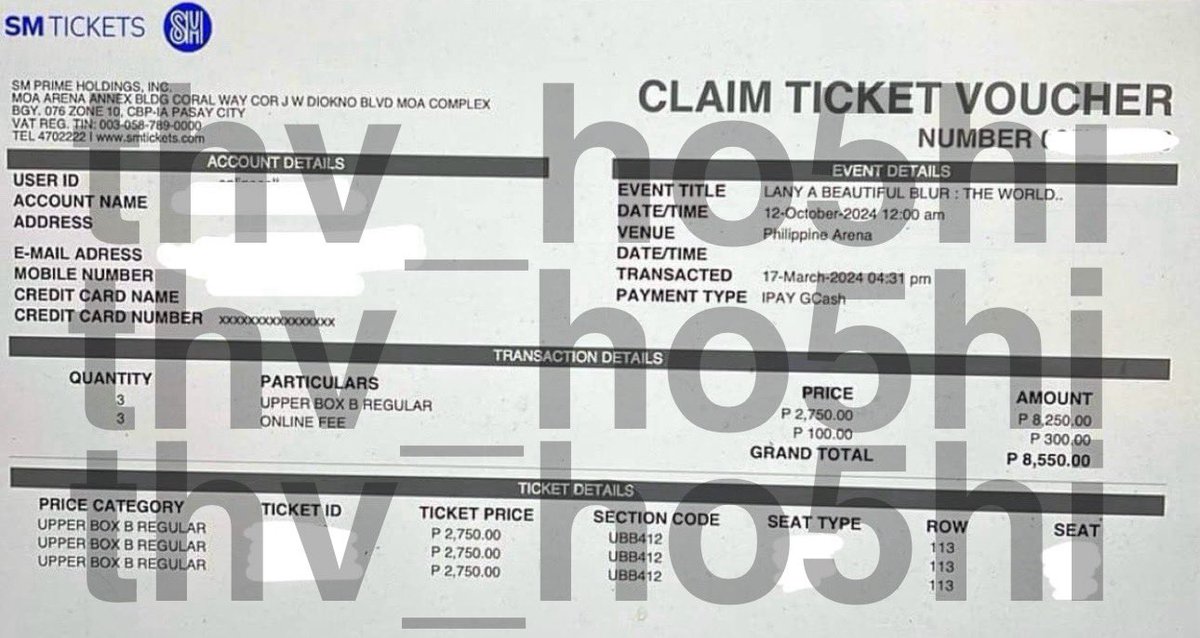 SM TICKETS SM
SM PRIME HOLDINGS, INC.
MOA ARENA ANNEX BLDG CORAL WAY COR J W DIOKNO BLVD MOA COMPLEX
BGY. 076 ZONE 10, CBP-IA PASAY CITY
VAT REG. TIN: 003-058-789-0000
TEL 4702222 I www.smtickets.com
CLAIM TICKET VOUCHER
NUMBER
ACCOUNT DETAILS
USER ID
ACCOUNT NAME
ADDRESS
E-MAIL ADRESS
MOBILE NUMBER
CREDIT CARD NAME
CREDIT CARD NUMBER xxxxxxxxxxxxxxxx
EVENT DETAILS
EVENT TITLE LANY A BEAUTIFUL BLUR : THE WORLD..
DATE/TIME 12-October-2024 12:00 am
VENUE Philippine Arena
DATE/TIME
TRANSACTED 17-March-2024 04:31 pm
PAYMENT TYPE IPAY GCash
TRANSACTION DETAILS
QUANTITY PARTICULARS PRICE AMOUNT
3 UPPER BOX B REGULAR P 2,750.00 P 8,250.00
3 ONLINE FEE P 100.00 P 300.00
GRAND TOTAL P 8,550.00
TICKET DETAILS
PRICE CATEGORY TICKET ID TICKET PRICE SECTION CODE SEAT TYPE ROW SEAT
UPPER BOX B REGULAR P 2,750.00 UBB412 113
UPPER BOX B REGULAR P 2,750.00 UBB412 113
UPPER BOX B REGULAR P 2,750.00 UBB412 113
thv_ho5hi
thv_ho5hi
thv_ho5hi